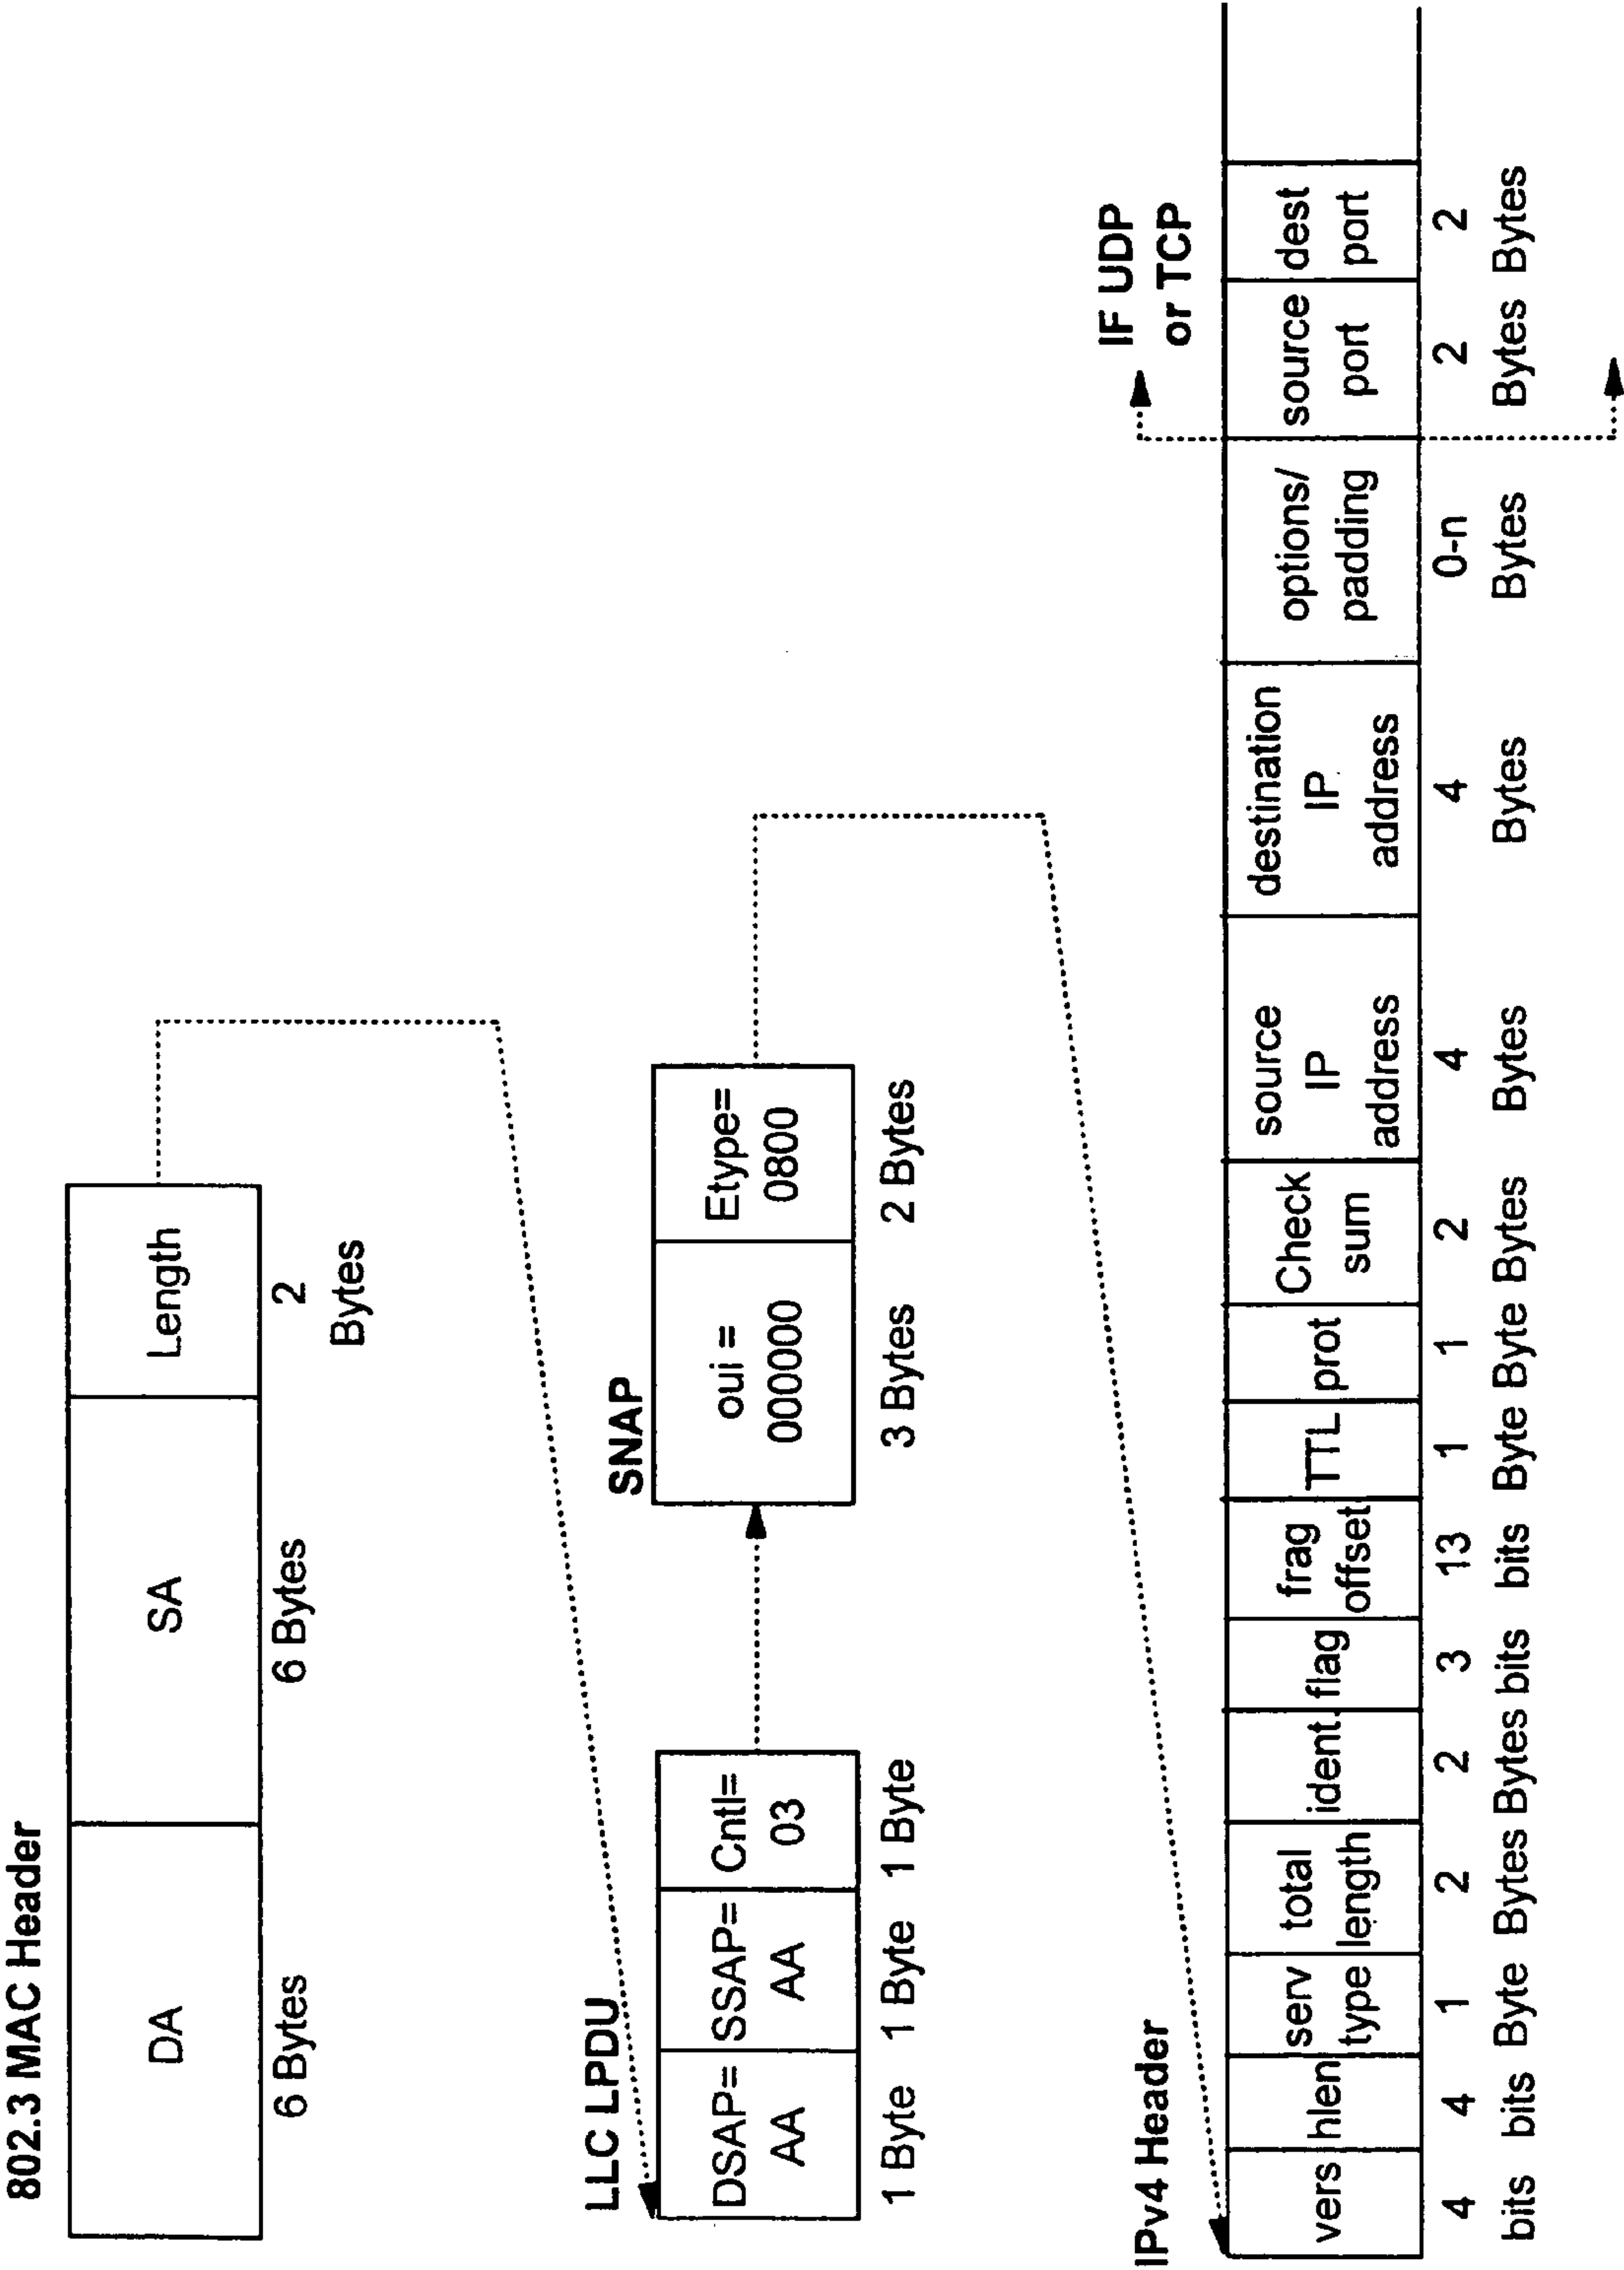 802.3 MAC Header
DA
SA
Length
6 Bytes
6 Bytes
2
Bytes
LLC LPDU
DSAP=
AA
SSAP=
AA
Cntl=
03
1 Byte
1 Byte
1 Byte
SNAP
oui =
000000
Etype=
0800
3 Bytes
2 Bytes
IPv4 Header
IF UDP
or TCP
vers
hlen
serv
type
total
length
ident.
flag
frag
offset
TTL
prot
Check
sum
source
IP
address
destination
IP
address
options/
padding
source
port
dest
port
4
bits
4
bits
1
Byte
2
Bytes
2
Bytes
3
bits
13
bits
1
Byte
1
Byte
2
Bytes
4
Bytes
4
Bytes
0-n
Bytes
2
Bytes
2
Bytes